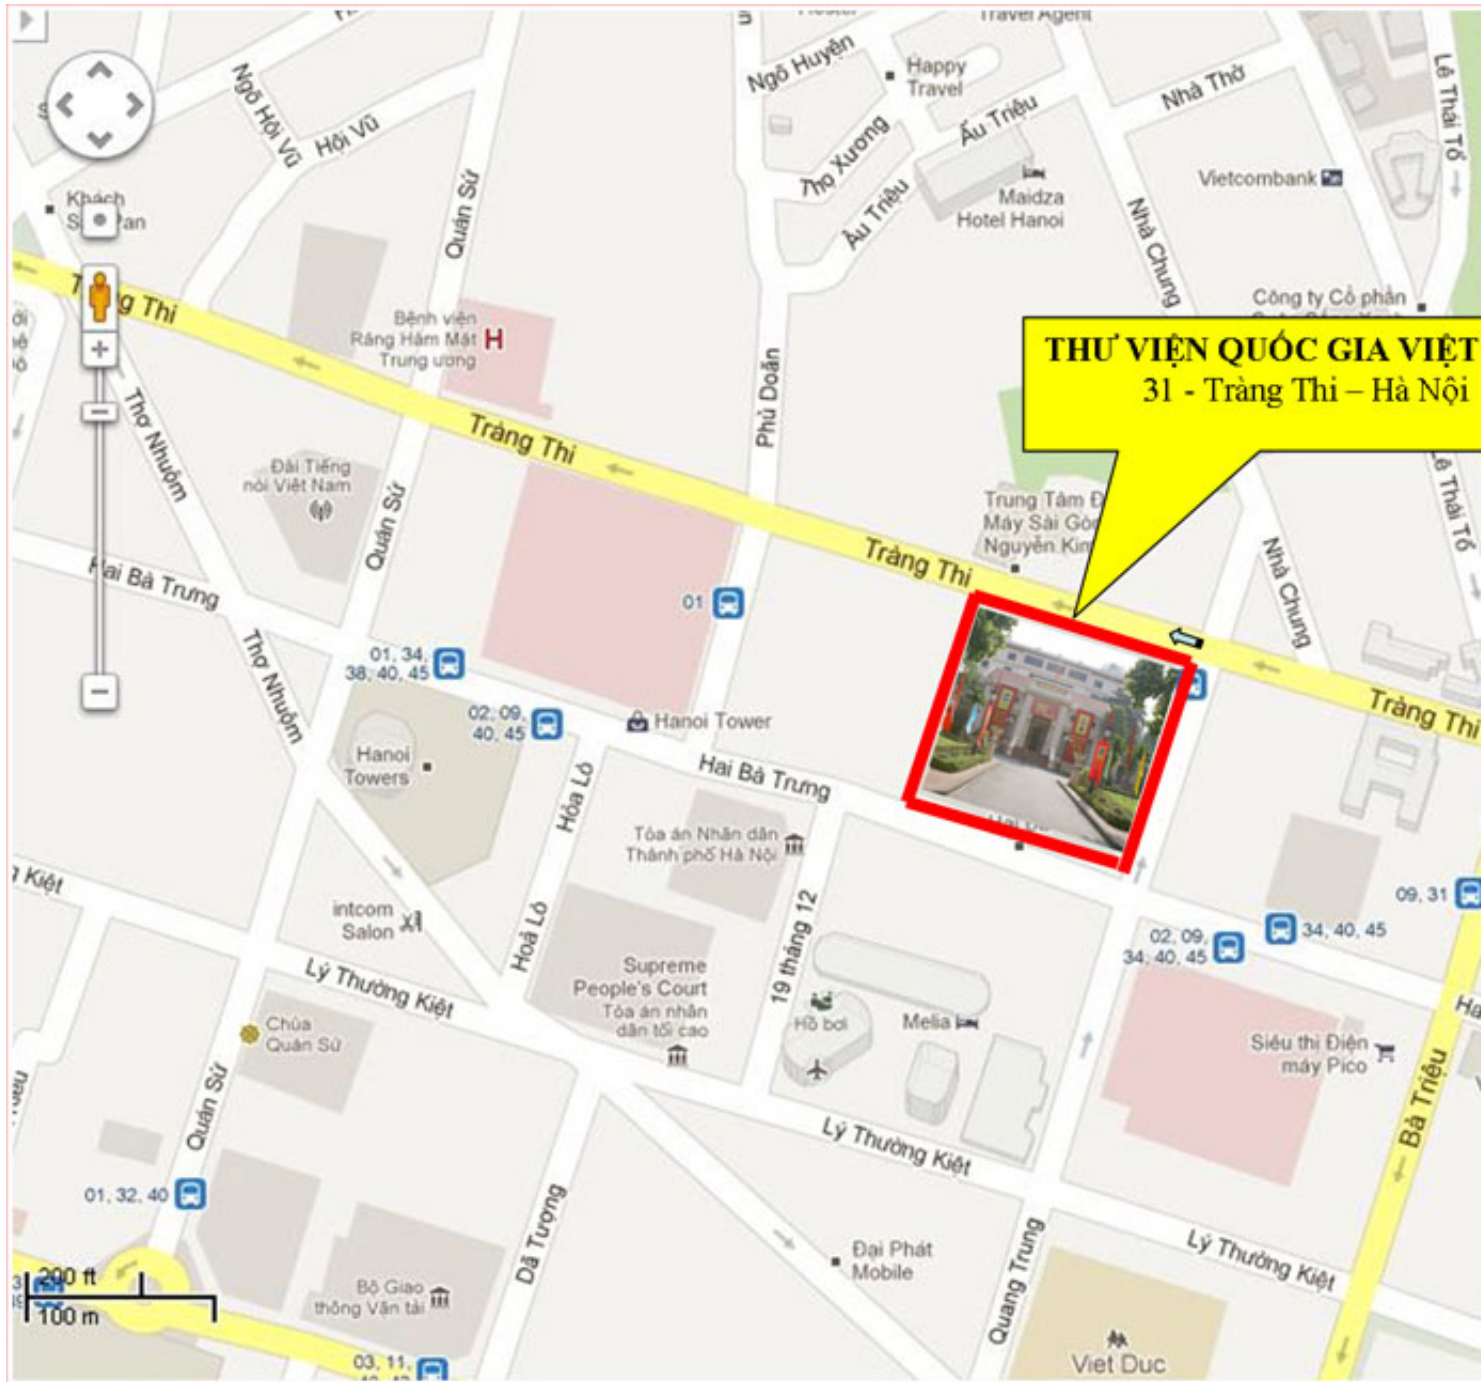 Travel Agent
Ngõ Huyện
Happy
Travel
Ấu Triệu
Nhà Thờ
Lê Thái Tổ
Ngõ Hội Vũ
Hội Vũ
Quán Sứ
Thọ Xương
Ấu Triệu
Maidza
Hotel Hanoi
Vietcombank
Nhà Chung
Khách
Công ty Cổ phần
Tràng Thi
Bệnh viện
Răng Hàm Mặt
Trung ương
H
THƯ VIỆN QUỐC GIA VIỆT
31 - Tràng Thi – Hà Nội
Phủ Doãn
Thợ Nhuộm
Tràng Thi
Đài Tiếng
nói Việt Nam
Quán Sứ
Trung Tâm Đ
Máy Sài Gòn
Nguyễn Kim
Lê Thái Tổ
Tràng Thi
Nhà Chung
Hai Bà Trưng
01
01, 34,
38, 40, 45
Thợ Nhuộm
02, 09,
40, 45
Hanoi Tower
Tràng Thi
Hanoi
Towers
Hai Bà Trưng
Hỏa Lò
Tòa án Nhân dân
Thành phố Hà Nội
Kiệt
09, 31
intcom
Salon
Hoả Lò
19 tháng 12
02, 09,
34, 40, 45
34, 40, 45
Lý Thường Kiệt
Supreme
People's Court
Tòa án nhân
dân tối cao
Hồ bơi
Melia
Chùa
Quán Sứ
Siêu thị Điện
máy Pico
Bà Triệu
Quán Sứ
Lý Thường Kiệt
01, 32, 40
Dã Tượng
Đại Phát
Mobile
Quang Trung
Lý Thường Kiệt
200 ft
100 m
Bộ Giao
thông Vận tải
Viet Duc
03, 11,